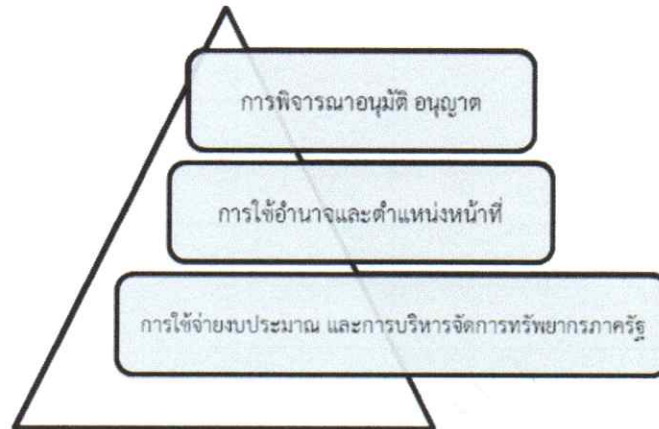 การพิจารณาอนุมัติ อนุญาต
การใช้อำนาจและตำแหน่งหน้าที่
การใช้จ่ายงบประมาณ และการบริหารจัดการทรัพยากรภาครัฐ